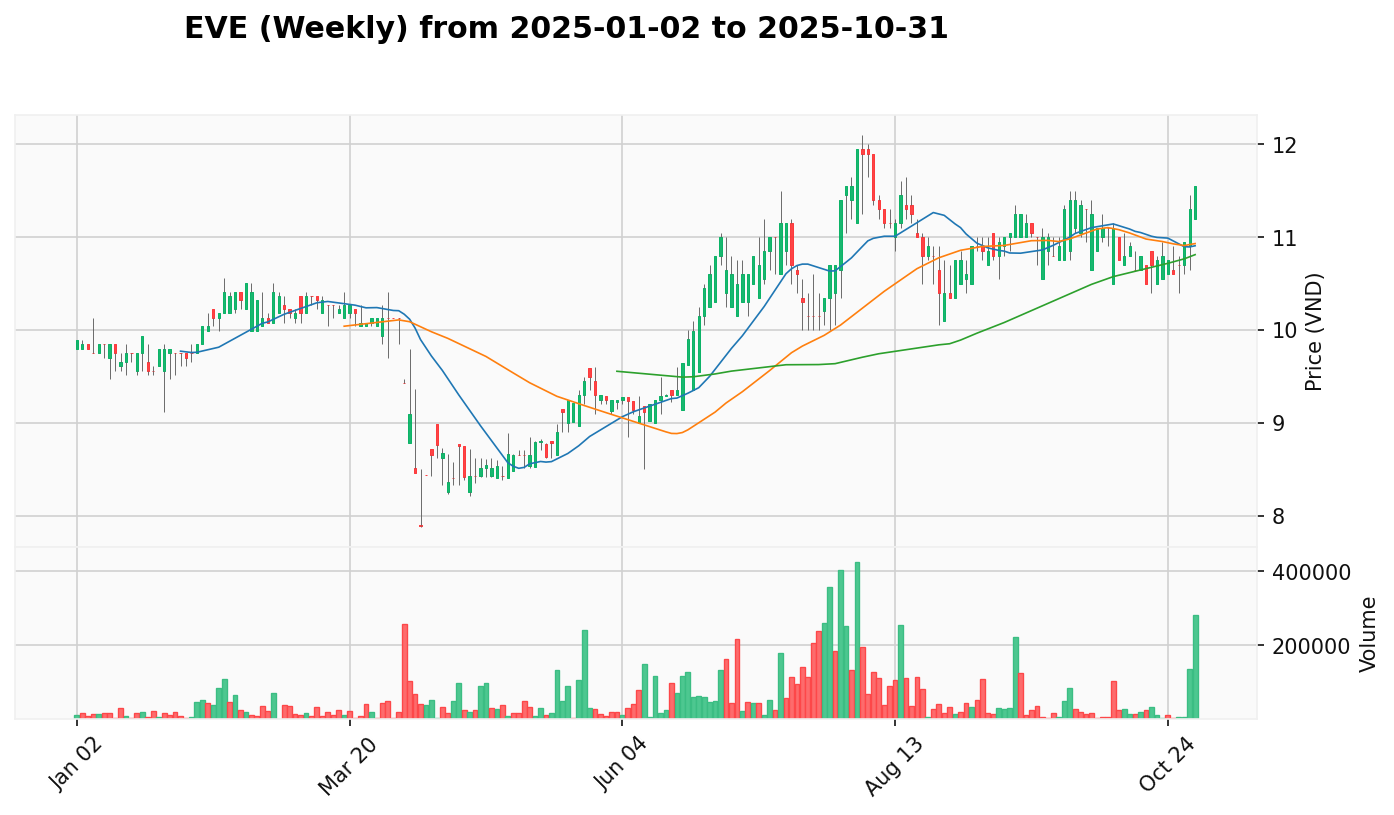 EVE (Weekly) from 2025-01-02 to 2025-10-31
12
11
10
9
8
Price (VND)
400000
200000
Volume
Jan 02
Mar 20
Jun 04
Aug 13
Oct 24